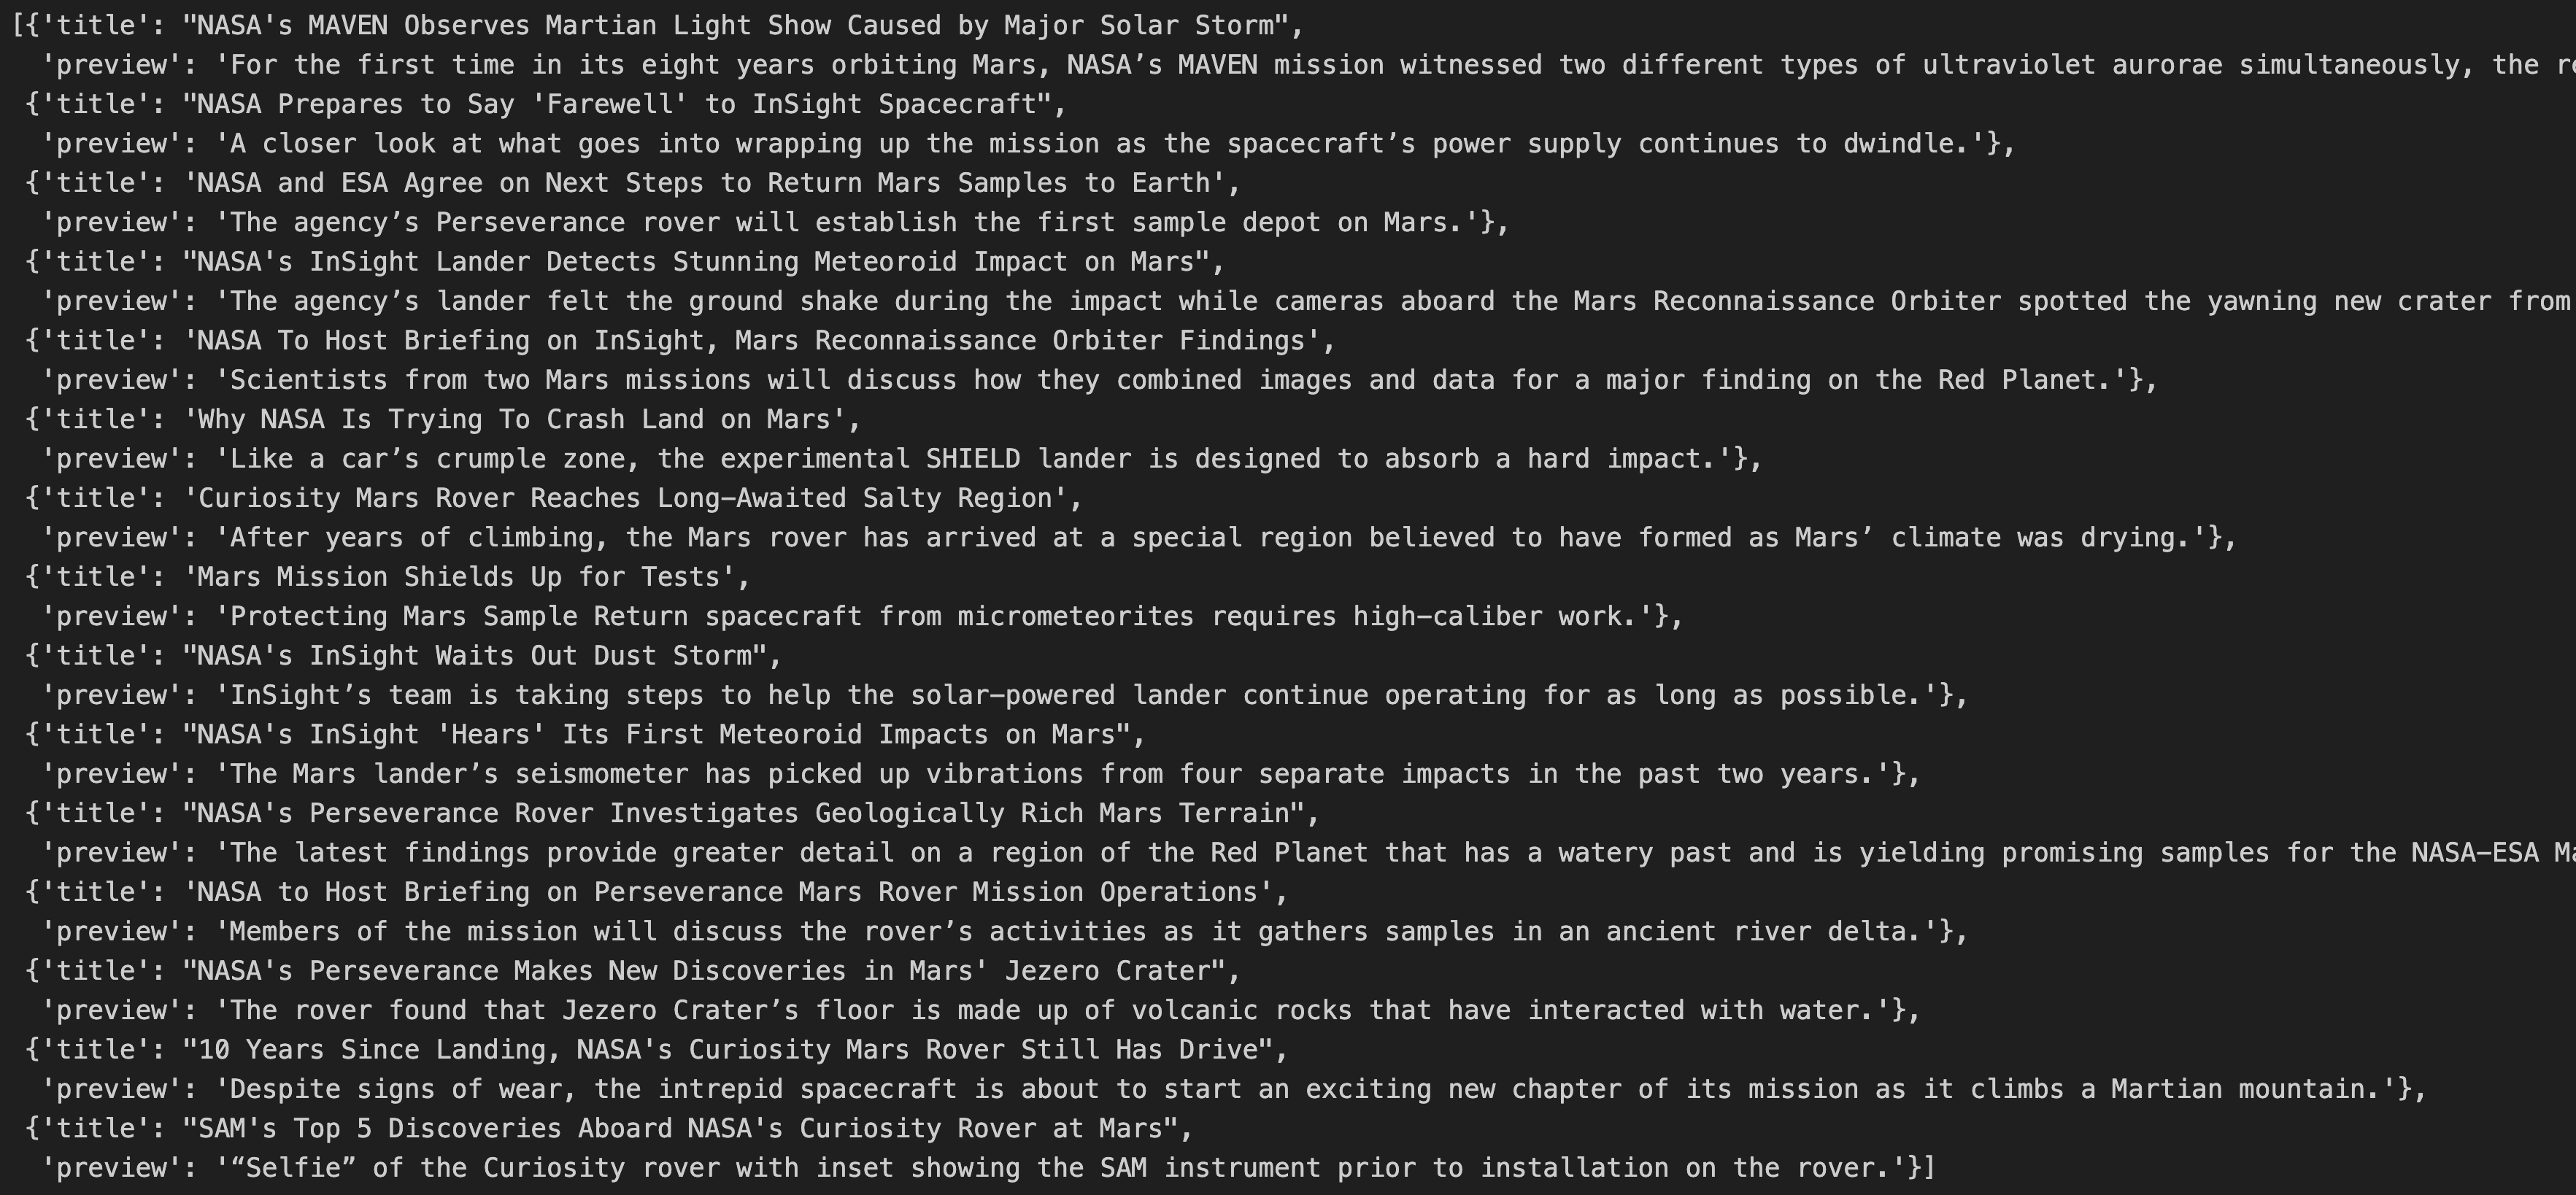 [{'title': "NASA's MAVEN Observes Martian Light Show Caused by Major Solar Storm",
'preview': 'For the first time in its eight years orbiting Mars, NASA’s MAVEN mission witnessed two different types of ultraviolet aurorae simultaneously, the
{'title': "NASA Prepares to Say 'Farewell' to InSight Spacecraft",
'preview': 'A closer look at what goes into wrapping up the mission as the spacecraft’s power supply continues to dwindle.'},
{'title': 'NASA and ESA Agree on Next Steps to Return Mars Samples to Earth',
'preview': 'The agency’s Perseverance rover will establish the first sample depot on Mars.'},
{'title': "NASA's InSight Lander Detects Stunning Meteoroid Impact on Mars",
'preview': 'The agency’s lander felt the ground shake during the impact while cameras aboard the Mars Reconnaissance Orbiter spotted the yawning new crater from
{'title': 'NASA To Host Briefing on InSight, Mars Reconnaissance Orbiter Findings',
'preview': 'Scientists from two Mars missions will discuss how they combined images and data for a major finding on the Red Planet.'},
{'title': 'Why NASA Is Trying To Crash Land on Mars',
'preview': 'Like a car’s crumple zone, the experimental SHIELD lander is designed to absorb a hard impact.'},
{'title': 'Curiosity Mars Rover Reaches Long-Awaited Salty Region',
'preview': 'After years of climbing, the Mars rover has arrived at a special region believed to have formed as Mars’ climate was drying.'},
{'title': 'Mars Mission Shields Up for Tests',
'preview': 'Protecting Mars Sample Return spacecraft from micrometeorites requires high-caliber work.'},
{'title': "NASA's InSight Waits Out Dust Storm",
'preview': 'InSight’s team is taking steps to help the solar-powered lander continue operating for as long as possible.'},
{'title': "NASA's InSight 'Hears' Its First Meteoroid Impacts on Mars",
'preview': 'The Mars lander’s seismometer has picked up vibrations from four separate impacts in the past two years.'},
{'title': "NASA's Perseverance Rover Investigates Geologically Rich Mars Terrain",
'preview': 'The latest findings provide greater detail on a region of the Red Planet that has a watery past and is yielding promising samples for the NASA-ESA
{'title': 'NASA to Host Briefing on Perseverance Mars Rover Mission Operations',
'preview': 'Members of the mission will discuss the rover’s activities as it gathers samples in an ancient river delta.'},
{'title': "NASA's Perseverance Makes New Discoveries in Mars' Jezero Crater",
'preview': 'The rover found that Jezero Crater’s floor is made up of volcanic rocks that have interacted with water.'},
{'title': "10 Years Since Landing, NASA's Curiosity Mars Rover Still Has Drive",
'preview': 'Despite signs of wear, the intrepid spacecraft is about to start an exciting new chapter of its mission as it climbs a Martian mountain.'},
{'title': "SAM's Top 5 Discoveries Aboard NASA's Curiosity Rover at Mars",
'preview': '“Selfie” of the Curiosity rover with inset showing the SAM instrument prior to installation on the rover.'}]